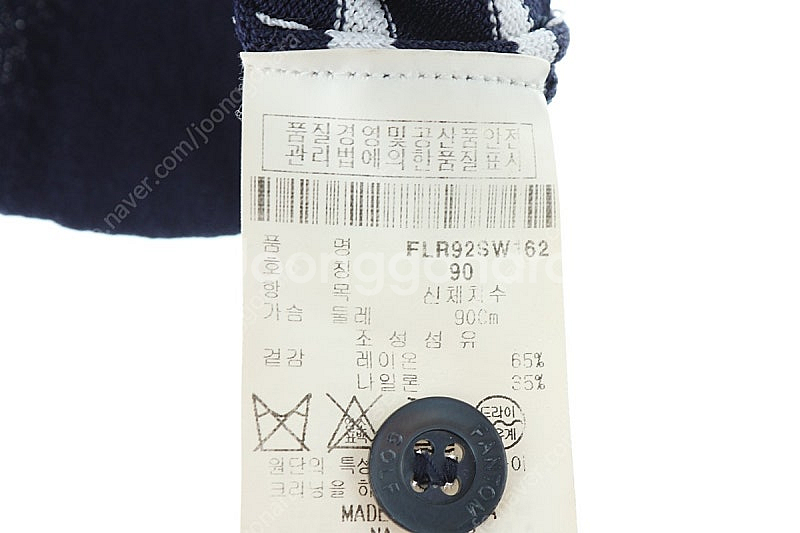 품질경영및공산품안전
관리법에의한품질표시
품 명 FLR92SW162
호 칭 90
항 목 신체치수
가슴 둘레 90Cm
조성섬유
겉감 레이온 65%
나일론 35%
드라이
원단의 특성
크리닝을 하
MADE
FANTOM
GOLF